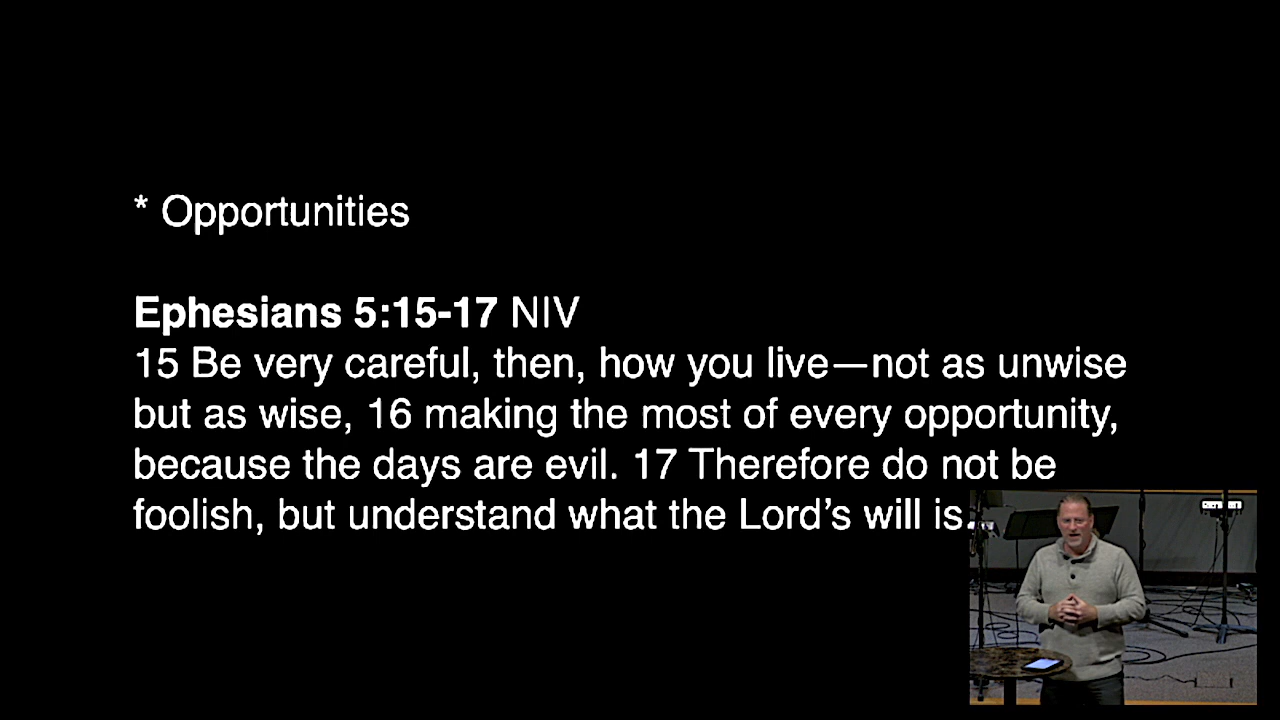 * Opportunities
Ephesians 5:15-17 NIV
15 Be very careful, then, how you live—not as unwise
but as wise, 16 making the most of every opportunity,
because the days are evil. 17 Therefore do not be
foolish, but understand what the Lord’s will is.